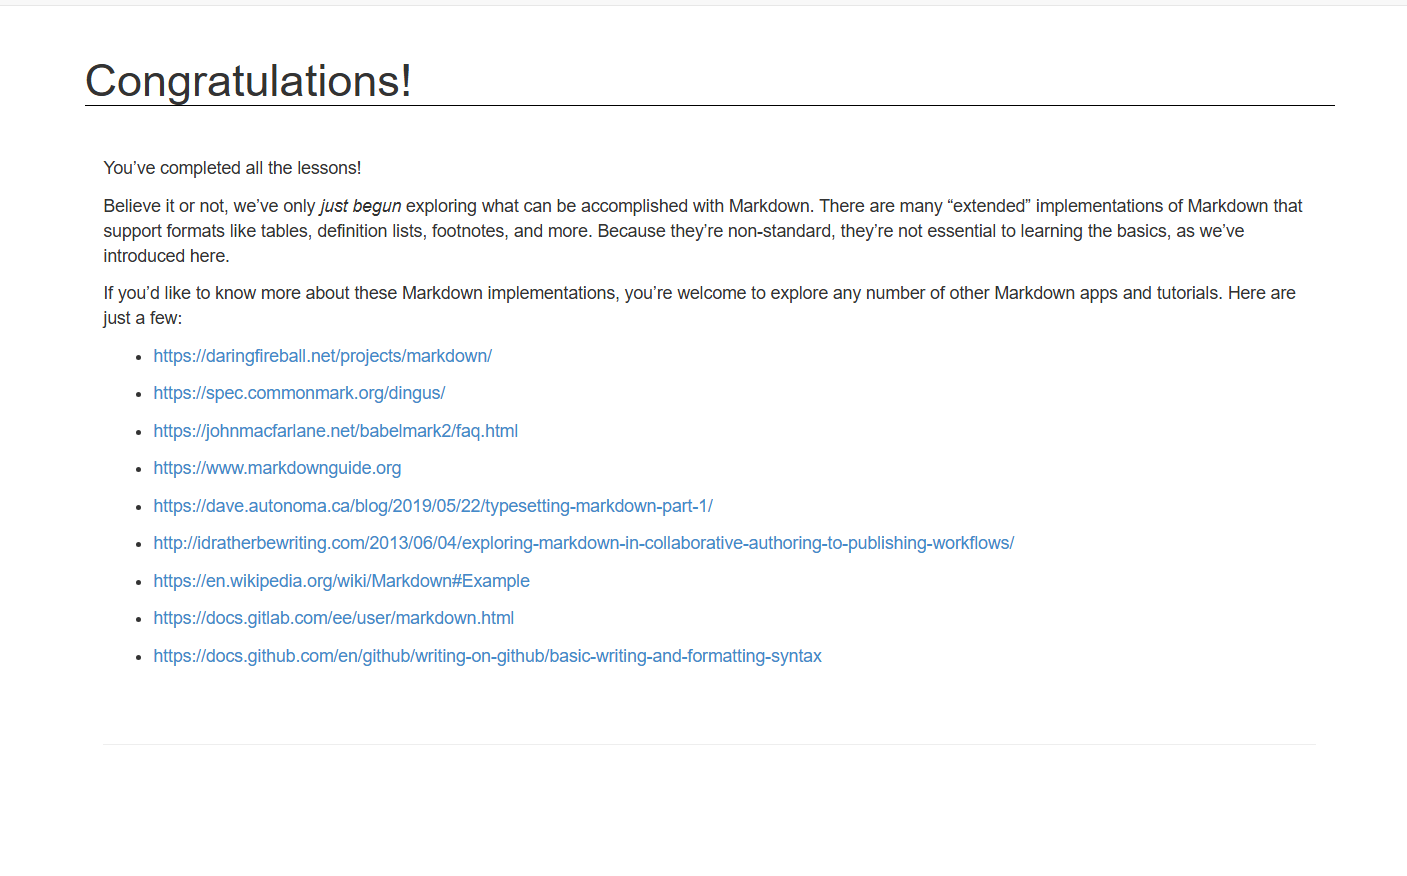 Congratulations!
You’ve completed all the lessons!
Believe it or not, we’ve only just begun exploring what can be accomplished with Markdown. There are many “extended” implementations of Markdown that
support formats like tables, definition lists, footnotes, and more. Because they’re non-standard, they’re not essential to learning the basics, as we’ve
introduced here.
If you’d like to know more about these Markdown implementations, you’re welcome to explore any number of other Markdown apps and tutorials. Here are
just a few:
• https://daringfireball.net/projects/markdown/
• https://spec.commonmark.org/dingus/
• https://johnmacfarlane.net/babelmark2/faq.html
• https://www.markdownguide.org
• https://dave.autonoma.ca/blog/2019/05/22/typesetting-markdown-part-1/
• http://idratherbewriting.com/2013/06/04/exploring-markdown-in-collaborative-authoring-to-publishing-workflows/
• https://en.wikipedia.org/wiki/Markdown#Example
• https://docs.gitlab.com/ee/user/markdown.html
• https://docs.github.com/en/github/writing-on-github/basic-writing-and-formatting-syntax